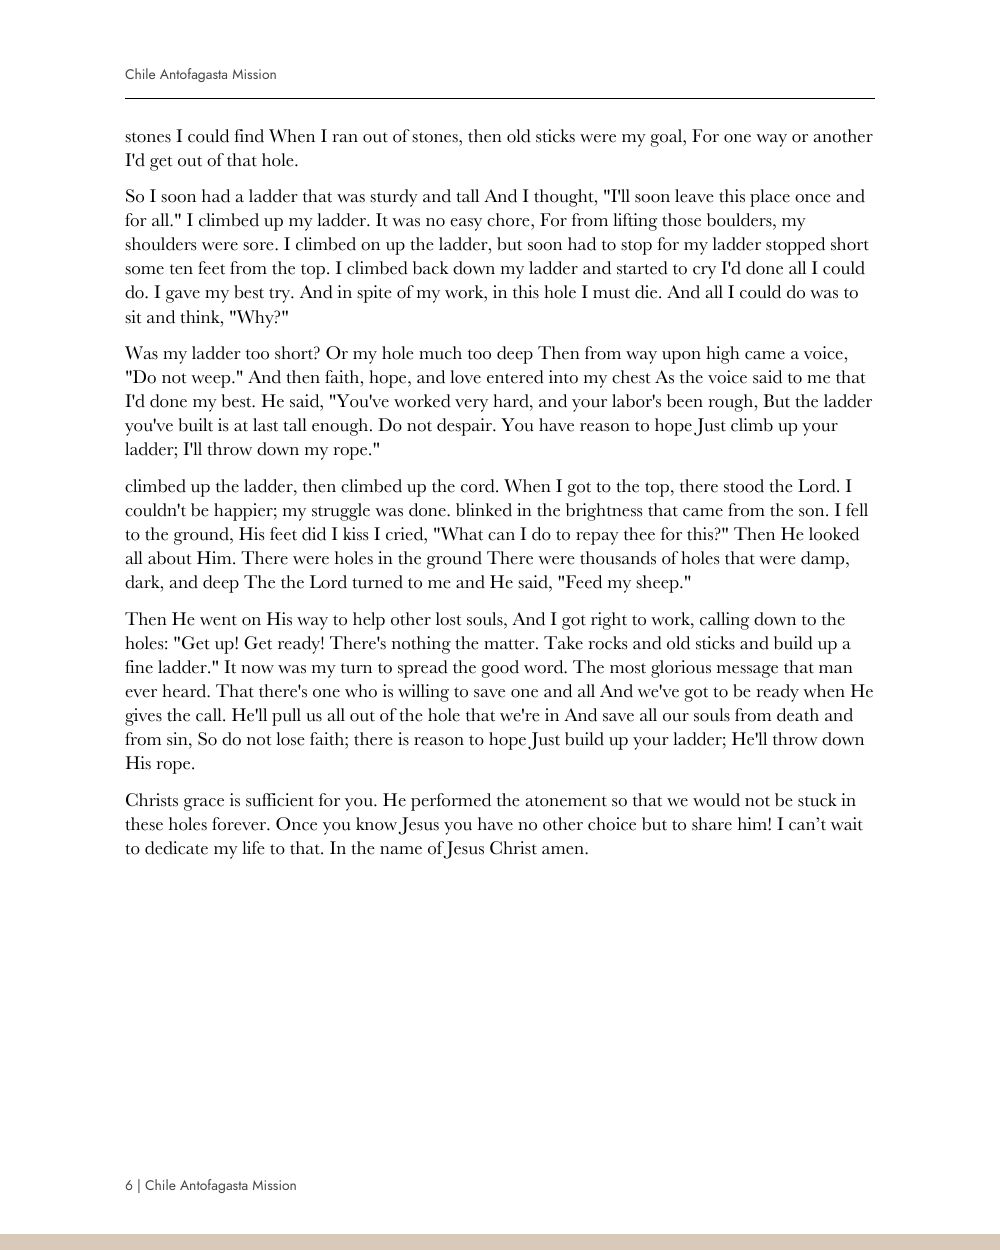 Chile Antofagasta Mission
stones I could find When I ran out of stones, then old sticks were my goal, For one way or another
I'd get out of that hole.
So I soon had a ladder that was sturdy and tall And I thought, "I'll soon leave this place once and
for all." I climbed up my ladder. It was no easy chore, For from lifting those boulders, my
shoulders were sore. I climbed on up the ladder, but soon had to stop for my ladder stopped short
some ten feet from the top. I climbed back down my ladder and started to cry I'd done all I could
do. I gave my best try. And in spite of my work, in this hole I must die. And all I could do was to
sit and think, "Why?"
Was my ladder too short? Or my hole much too deep Then from way upon high came a voice,
"Do not weep." And then faith, hope, and love entered into my chest As the voice said to me that
I'd done my best. He said, "You've worked very hard, and your labor's been rough, But the ladder
you've built is at last tall enough. Do not despair. You have reason to hope Just climb up your
ladder; I'll throw down my rope."
climbed up the ladder, then climbed up the cord. When I got to the top, there stood the Lord. I
couldn't be happier; my struggle was done. blinked in the brightness that came from the son. I fell
to the ground, His feet did I kiss I cried, "What can I do to repay thee for this?" Then He looked
all about Him. There were holes in the ground There were thousands of holes that were damp,
dark, and deep The the Lord turned to me and He said, "Feed my sheep."
Then He went on His way to help other lost souls, And I got right to work, calling down to the
holes: "Get up! Get ready! There's nothing the matter. Take rocks and old sticks and build up a
fine ladder." It now was my turn to spread the good word. The most glorious message that man
ever heard. That there's one who is willing to save one and all And we've got to be ready when He
gives the call. He'll pull us all out of the hole that we're in And save all our souls from death and
from sin, So do not lose faith; there is reason to hope Just build up your ladder; He'll throw down
His rope.
Christs grace is sufficient for you. He performed the atonement so that we would not be stuck in
these holes forever. Once you know Jesus you have no other choice but to share him! I can’t wait
to dedicate my life to that. In the name of Jesus Christ amen.
6 | Chile Antofagasta Mission